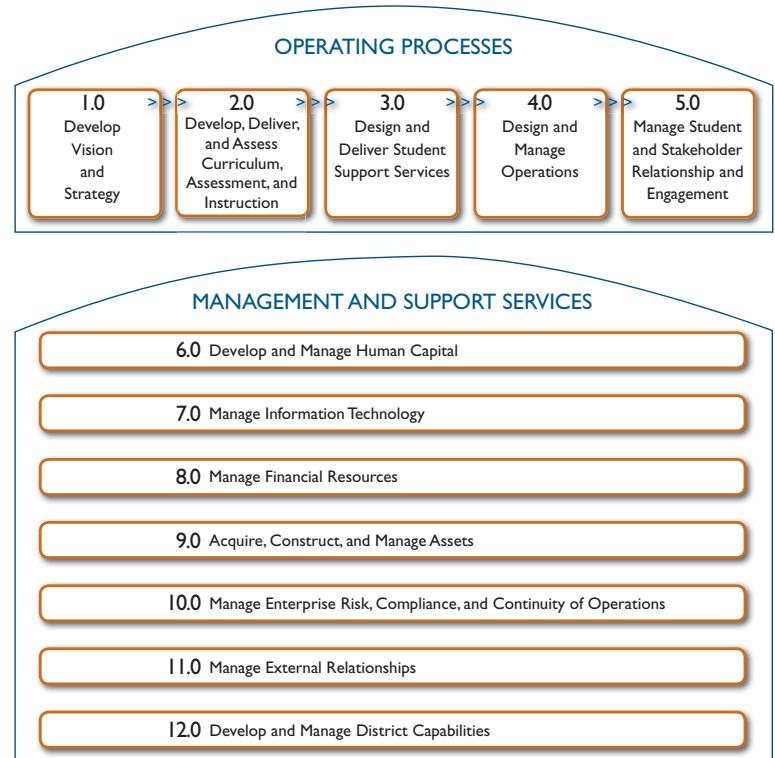 OPERATING PROCESSES
1.0
Develop
Vision
and
Strategy
> > >
2.0
Develop, Deliver,
and Assess
Curriculum,
Assessment, and
Instruction
> > >
3.0
Design and
Deliver Student
Support Services
> > >
4.0
Design and
Manage
Operations
> > >
5.0
Manage Student
and Stakeholder
Relationship and
Engagement
MANAGEMENT AND SUPPORT SERVICES
6.0 Develop and Manage Human Capital
7.0 Manage Information Technology
8.0 Manage Financial Resources
9.0 Acquire, Construct, and Manage Assets
10.0 Manage Enterprise Risk, Compliance, and Continuity of Operations
11.0 Manage External Relationships
12.0 Develop and Manage District Capabilities